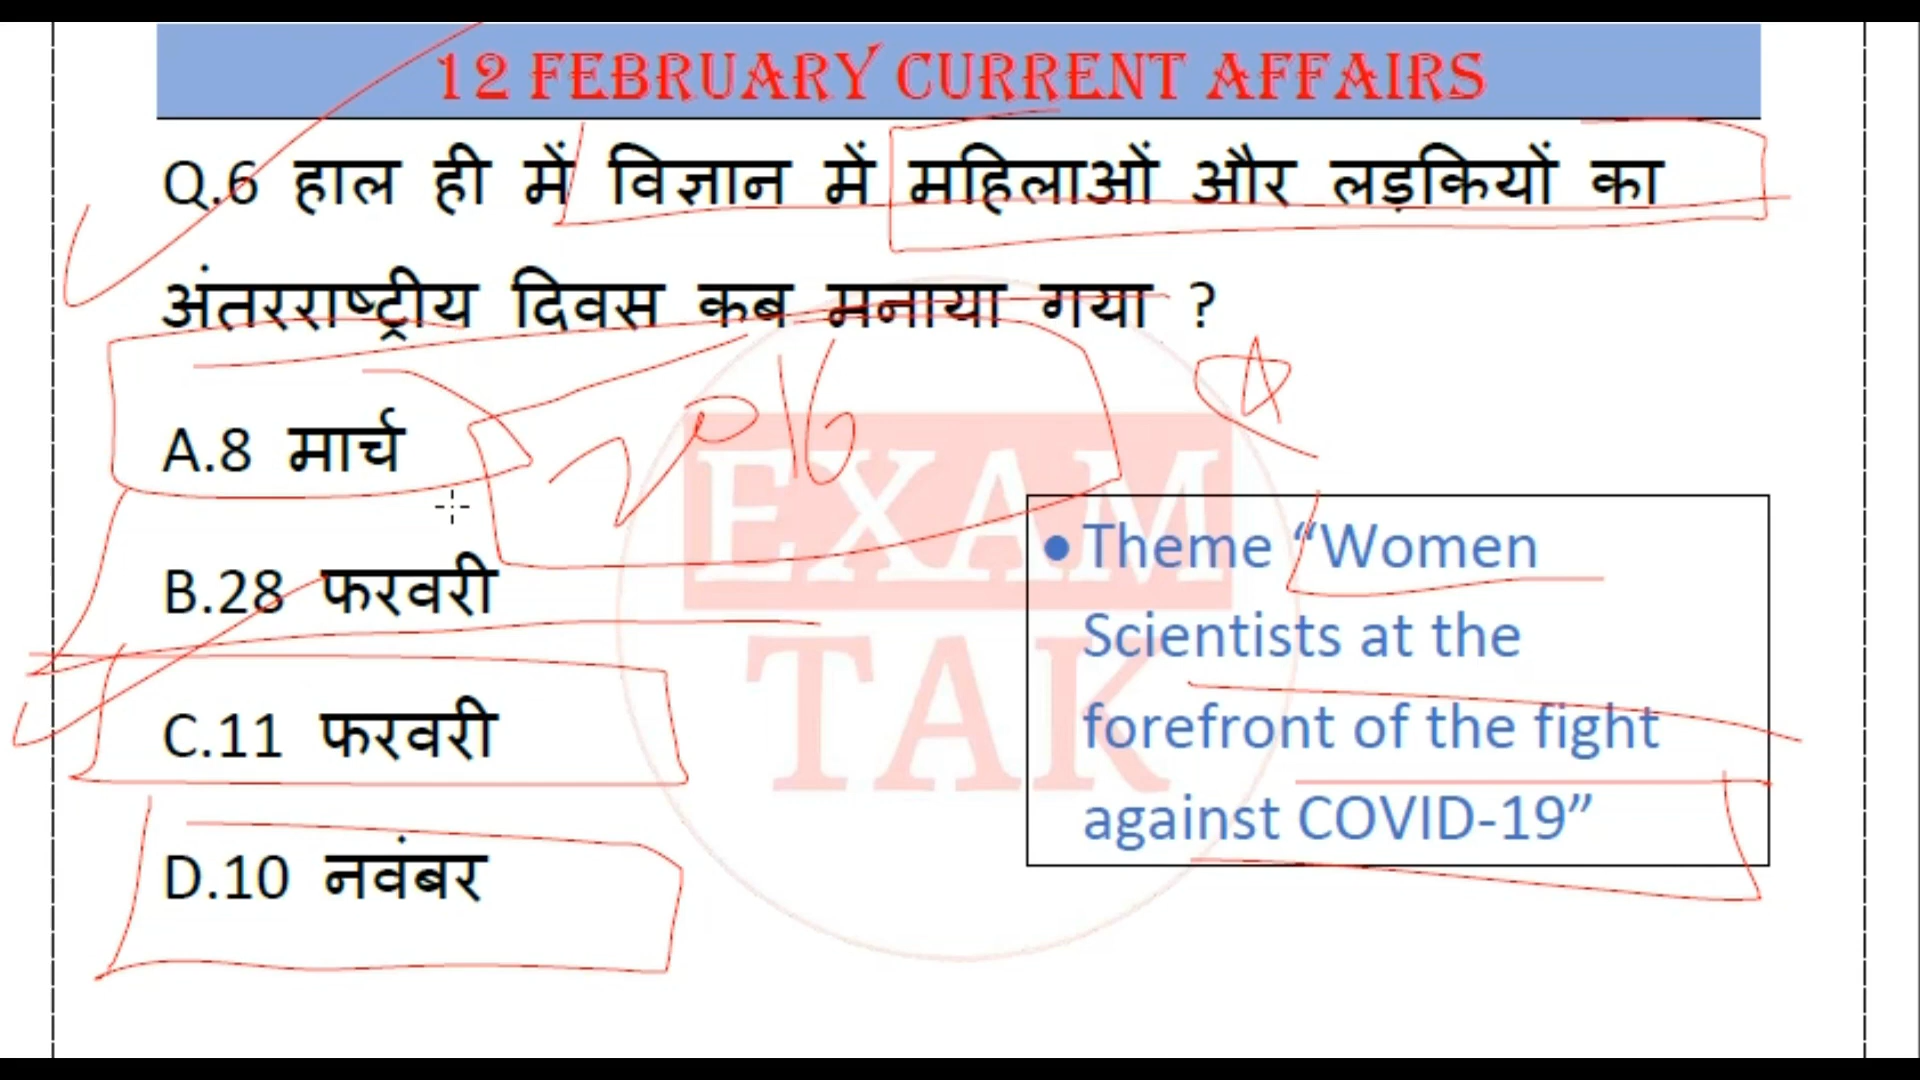 12 FEBRUARY CURRENT AFFAIRS
Q.6 हाल ही में विज्ञान में महिलाओं और लड़कियों का
अंतरराष्ट्रीय दिवस कब मनाया गया ?
A.8 मार्च
B.28 फरवरी
C.11 फरवरी
D.10 नवंबर
•Theme “Women
Scientists at the
forefront of the fight
against COVID-19”
EXAM
TAK